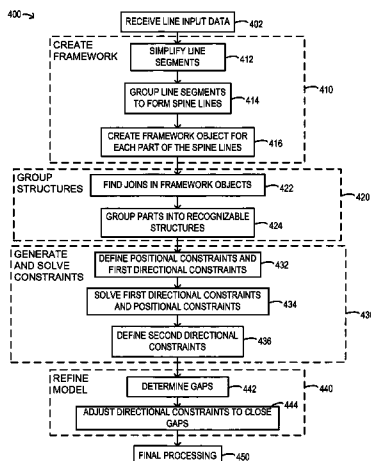 400
RECEIVE LINE INPUT DATA 402
CREATE
FRAMEWORK
SIMPLIFY LINE
SEGMENTS
412
GROUP LINE SEGMENTS
TO FORM SPINE LINES
414
410
CREATE FRAMEWORK OBJECT FOR
EACH PART OF THE SPINE LINES
416
GROUP
STRUCTURES
FIND JOINS IN FRAMEWORK OBJECTS
422
420
GROUP PARTS INTO RECOGNIZABLE
STRUCTURES
424
GENERATE
AND SOLVE
CONSTRAINTS
DEFINE POSITIONAL CONSTRAINTS AND
FIRST DIRECTIONAL CONSTRAINTS
432
SOLVE FIRST DIRECTIONAL CONSTRAINTS
AND POSITIONAL CONSTRAINTS
434
430
DEFINE SECOND DIRECTIONAL
CONSTRAINTS
436
REFINE
MODEL
DETERMINE GAPS
442
440
444
ADJUST DIRECTIONAL CONSTRAINTS TO CLOSE
GAPS
FINAL PROCESSING 450